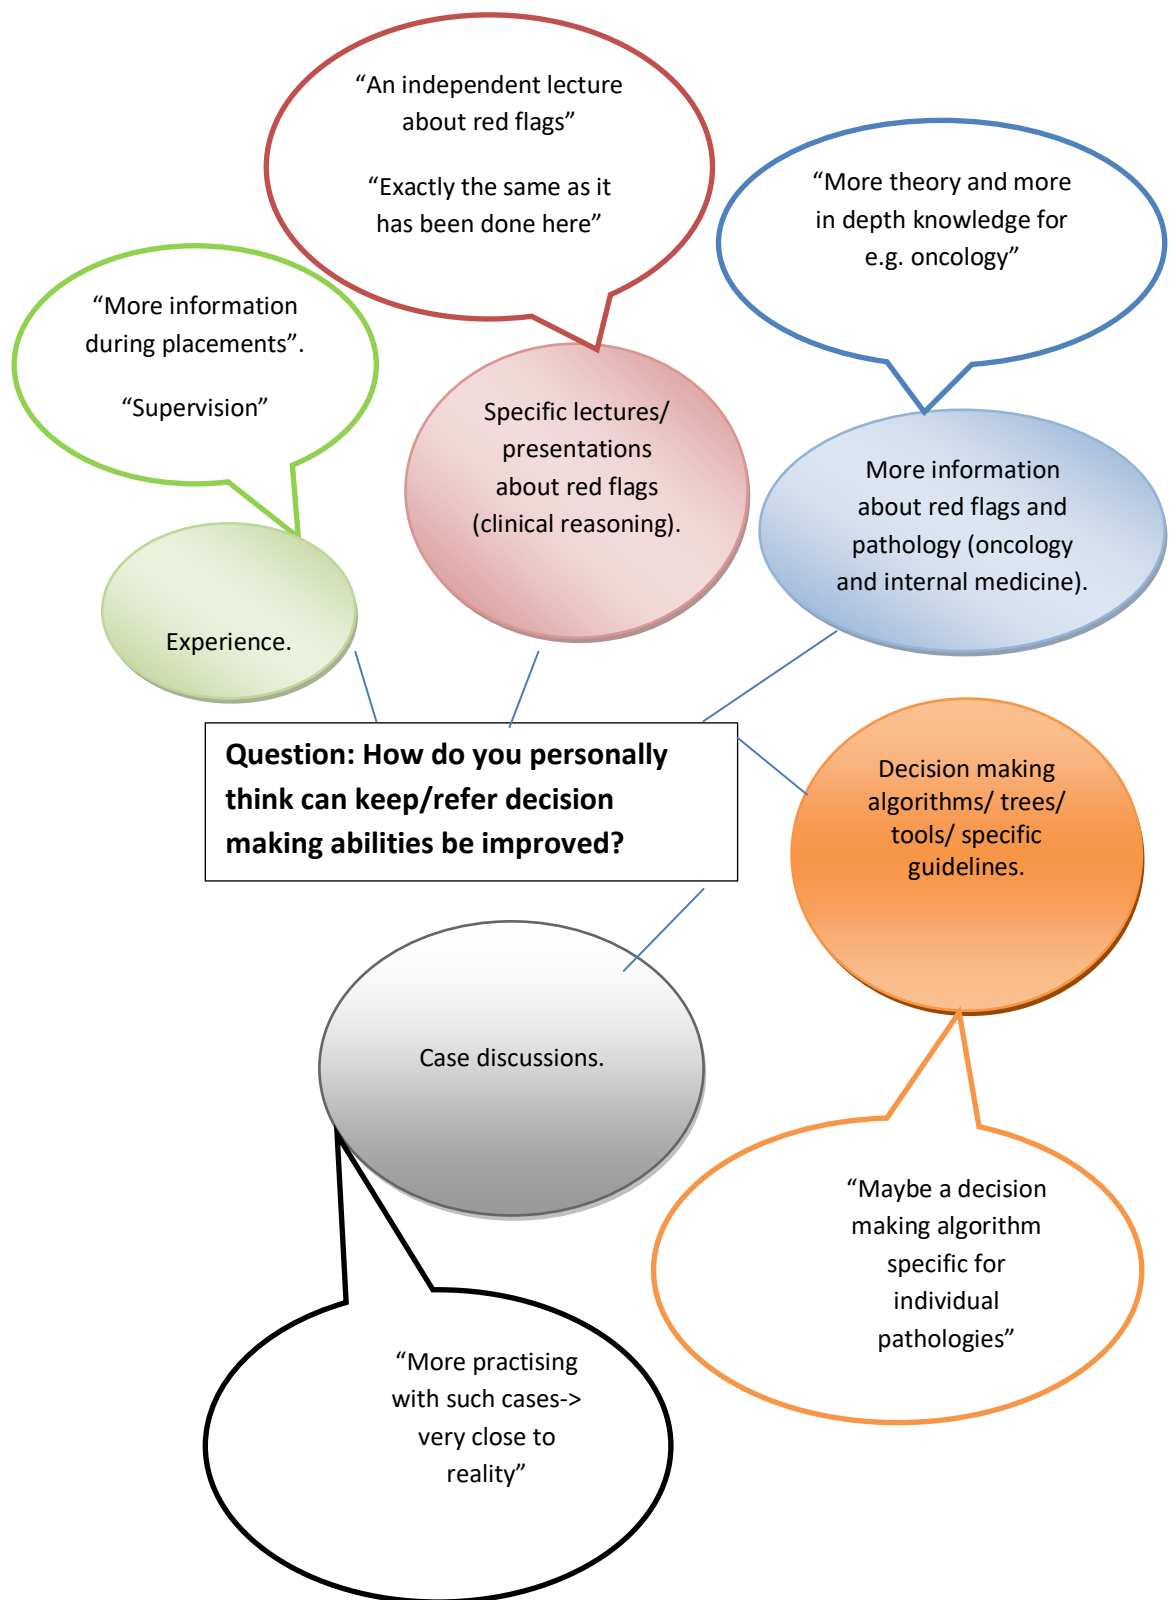 “An independent lecture
about red flags”
“Exactly the same as it
has been done here”
“More theory and more
in depth knowledge for
e.g. oncology”
“More information
during placements”.
“Supervision”
Specific lectures/
presentations
about red flags
(clinical reasoning).
More information
about red flags and
pathology (oncology
and internal medicine).
Experience.
Question: How do you personally
think can keep/refer decision
making abilities be improved?
Decision making
algorithms/ trees/
tools/ specific
guidelines.
Case discussions.
“Maybe a decision
making algorithm
specific for
individual
pathologies”
“More practising
with such cases->
very close to
reality”